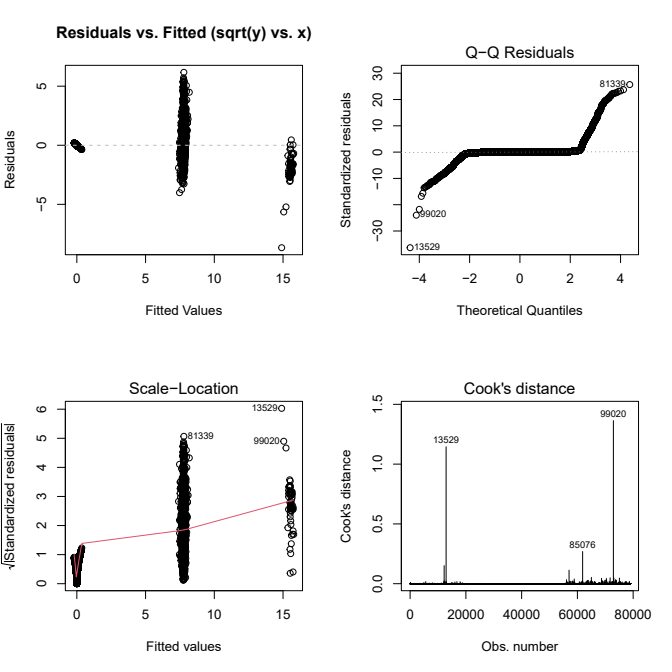 Residuals vs. Fitted (sqrt(y) vs. x)
Residuals
5
0
−5
0 5 10 15
Fitted Values
Q−Q Residuals
Standardized residuals
30
20
10
0
−10
−30
81339
99020
13529
−4 −2 0 2 4
Theoretical Quantiles
Scale−Location
√|Standardized residuals|
6
5
4
3
2
1
0
13529
81339
99020
0 5 10 15
Fitted values
Cook's distance
Cook's distance
1.5
1.0
0.5
0.0
99020
13529
85076
0 20000 40000 60000 80000
Obs. number